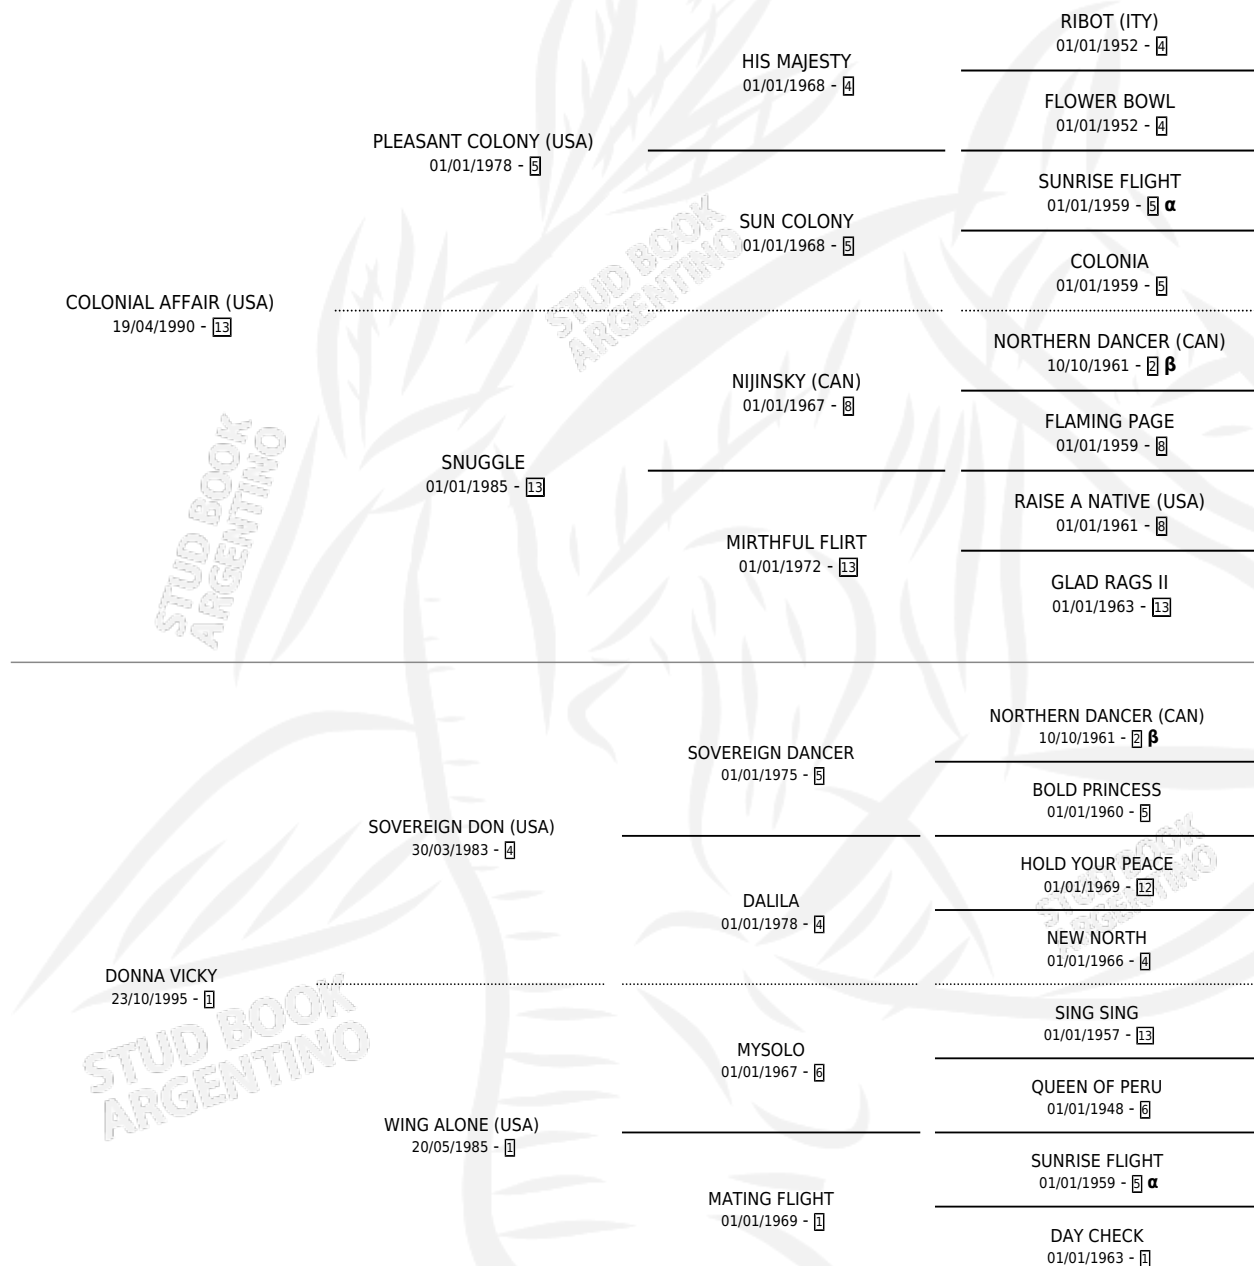 RIBOT (ITY)
01/01/1952 - 4
HIS MAJESTY
01/01/1968 - 4
FLOWER BOWL
01/01/1952 - 4
PLEASANT COLONY (USA)
01/01/1978 - 5
SUNRISE FLIGHT
01/01/1959 - 5 α
SUN COLONY
01/01/1968 - 5
COLONIA
01/01/1959 - 5
COLONIAL AFFAIR (USA)
19/04/1990 - 13
NORTHERN DANCER (CAN)
10/10/1961 - 2 β
NIJINSKY (CAN)
01/01/1967 - 8
FLAMING PAGE
01/01/1959 - 8
SNUGGLE
01/01/1985 - 13
RAISE A NATIVE (USA)
01/01/1961 - 8
MIRTHFUL FLIRT
01/01/1972 - 13
GLAD RAGS II
01/01/1963 - 13
STUD BOOK
ARGENTINO
STUD BOOK
ARGENTINO
NORTHERN DANCER (CAN)
10/10/1961 - 2 β
SOVEREIGN DANCER
01/01/1975 - 5
BOLD PRINCESS
01/01/1960 - 5
SOVEREIGN DON (USA)
30/03/1983 - 4
HOLD YOUR PEACE
01/01/1969 - 12
DALILA
01/01/1978 - 4
NEW NORTH
01/01/1966 - 4
DONNA VICKY
23/10/1995 - 1
SING SING
01/01/1957 - 13
MYSOLO
01/01/1967 - 6
QUEEN OF PERU
01/01/1948 - 6
WING ALONE (USA)
20/05/1985 - 1
SUNRISE FLIGHT
01/01/1959 - 5 α
MATING FLIGHT
01/01/1969 - 1
DAY CHECK
01/01/1963 - 1
STUD BOOK
ARGENTINO
STUD BOOK
ARGENTINO